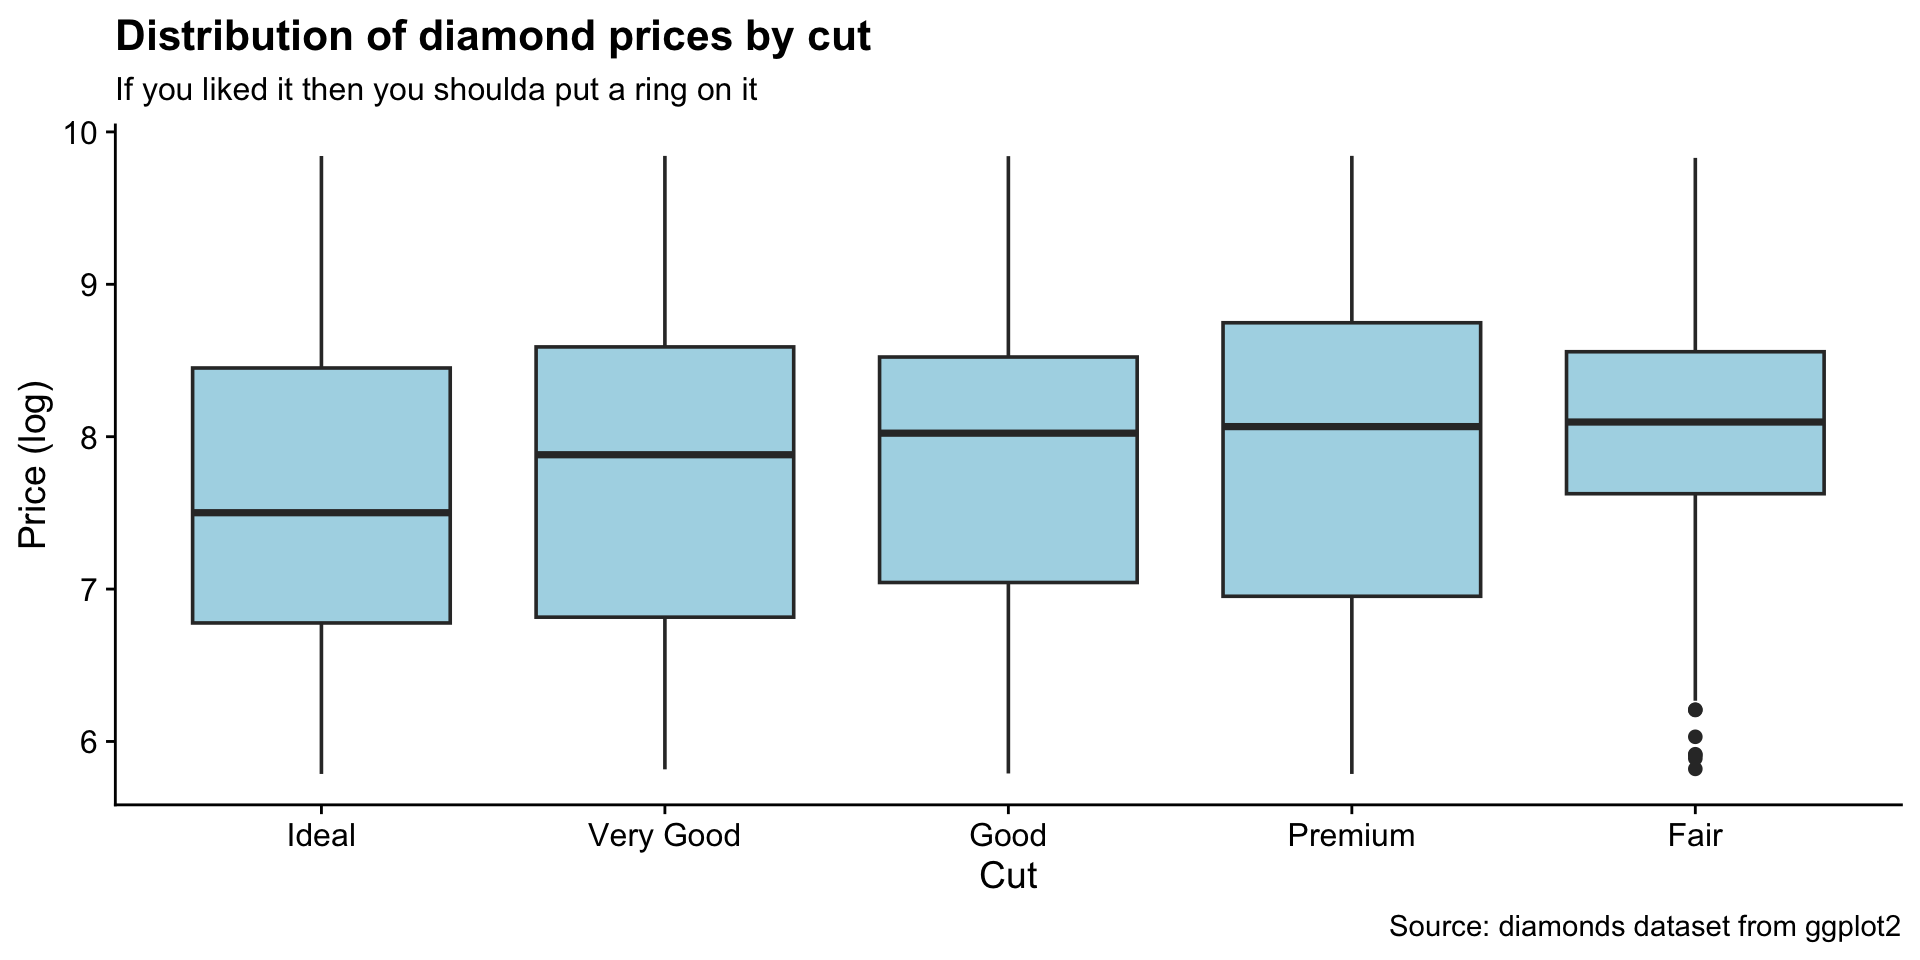 Distribution of diamond prices by cut
If you liked it then you shoulda put a ring on it
Price (log)
10
9
8
7
6
Ideal Very Good Good Premium Fair
Cut
Source: diamonds dataset from ggplot2